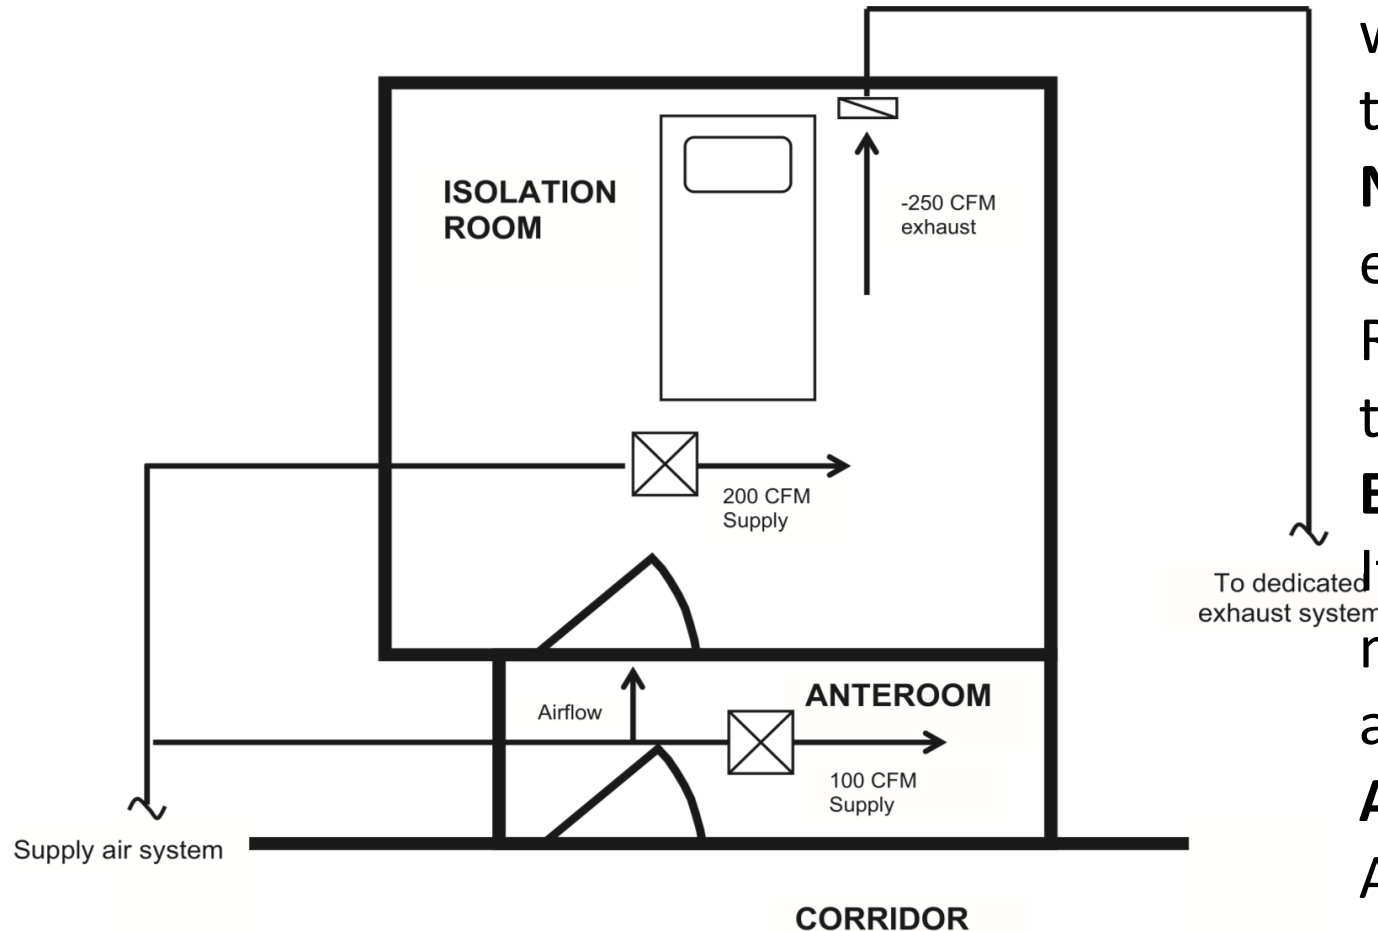 ISOLATION
ROOM
-250 CFM
exhaust
200 CFM
Supply
To dedicated
exhaust system
Airflow
ANTEROOM
100 CFM
Supply
Supply air system
CORRIDOR